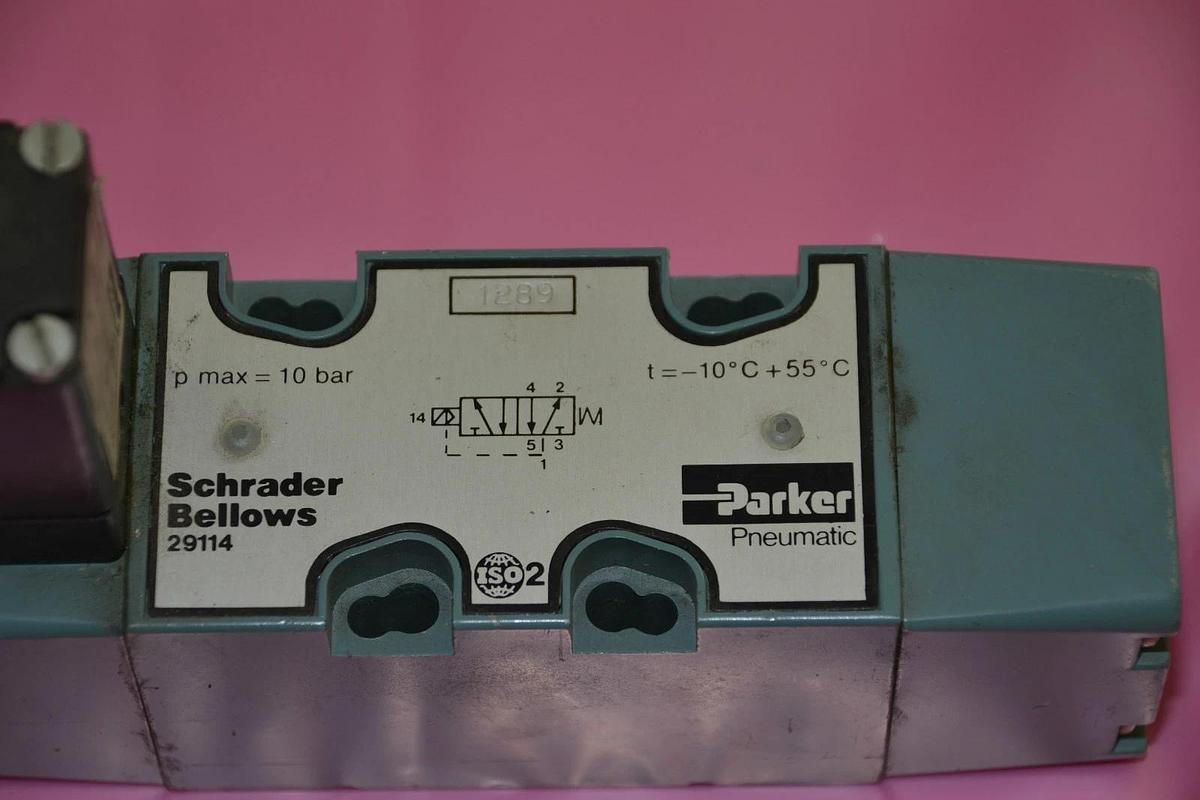 1289
p max = 10 bar
t = −10°C +55°C
4 2
14
5 3
1
Schrader
Bellows
29114
Parker
Pneumatic
ISO 2